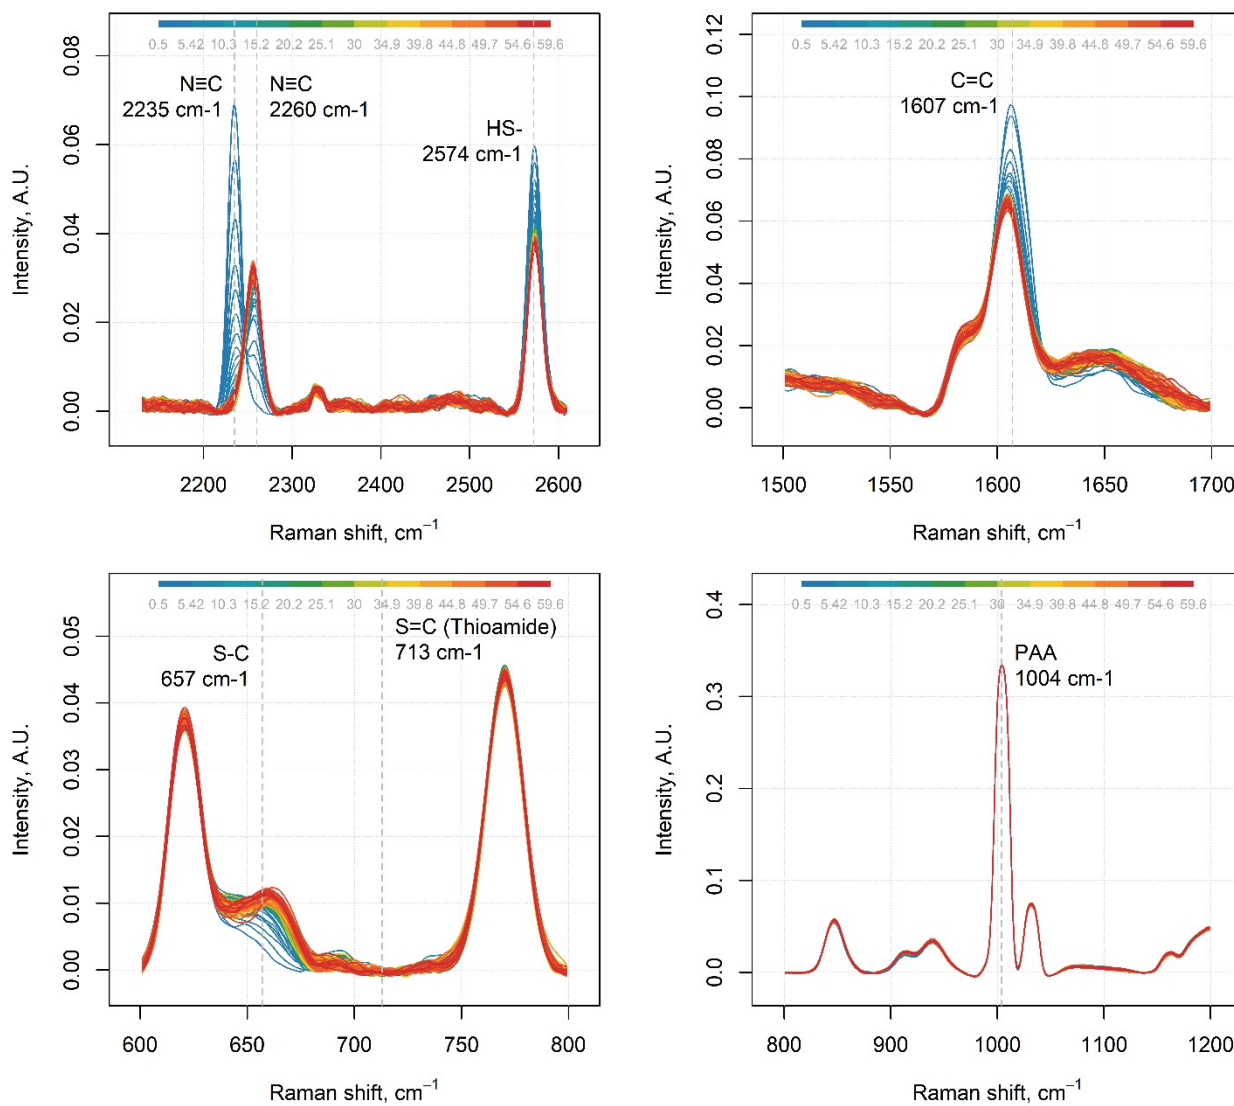 0.5 5.42 10.3 15.2 20.2 25.1 30 34.9 39.8 44.8 49.7 54.6 59.6
N≡C
2235 cm-1
N≡C
2260 cm-1
HS-
2574 cm-1
Intensity, A.U.
0.00 0.02 0.04 0.06 0.08
2200 2300 2400 2500 2600
Raman shift, cm⁻¹
0.5 5.42 10.3 15.2 20.2 25.1 30 34.9 39.8 44.8 49.7 54.6 59.6
C=C
1607 cm-1
Intensity, A.U.
0.00 0.02 0.04 0.06 0.08 0.10 0.12
1500 1550 1600 1650 1700
Raman shift, cm⁻¹
0.5 5.42 10.3 15.2 20.2 25.1 30 34.9 39.8 44.8 49.7 54.6 59.6
S-C
657 cm-1
S=C (Thioamide)
713 cm-1
Intensity, A.U.
0.00 0.01 0.02 0.03 0.04 0.05
600 650 700 750 800
Raman shift, cm⁻¹
0.5 5.42 10.3 15.2 20.2 25.1 30 34.9 39.8 44.8 49.7 54.6 59.6
PAA
1004 cm-1
Intensity, A.U.
0.0 0.1 0.2 0.3 0.4
800 900 1000 1100 1200
Raman shift, cm⁻¹